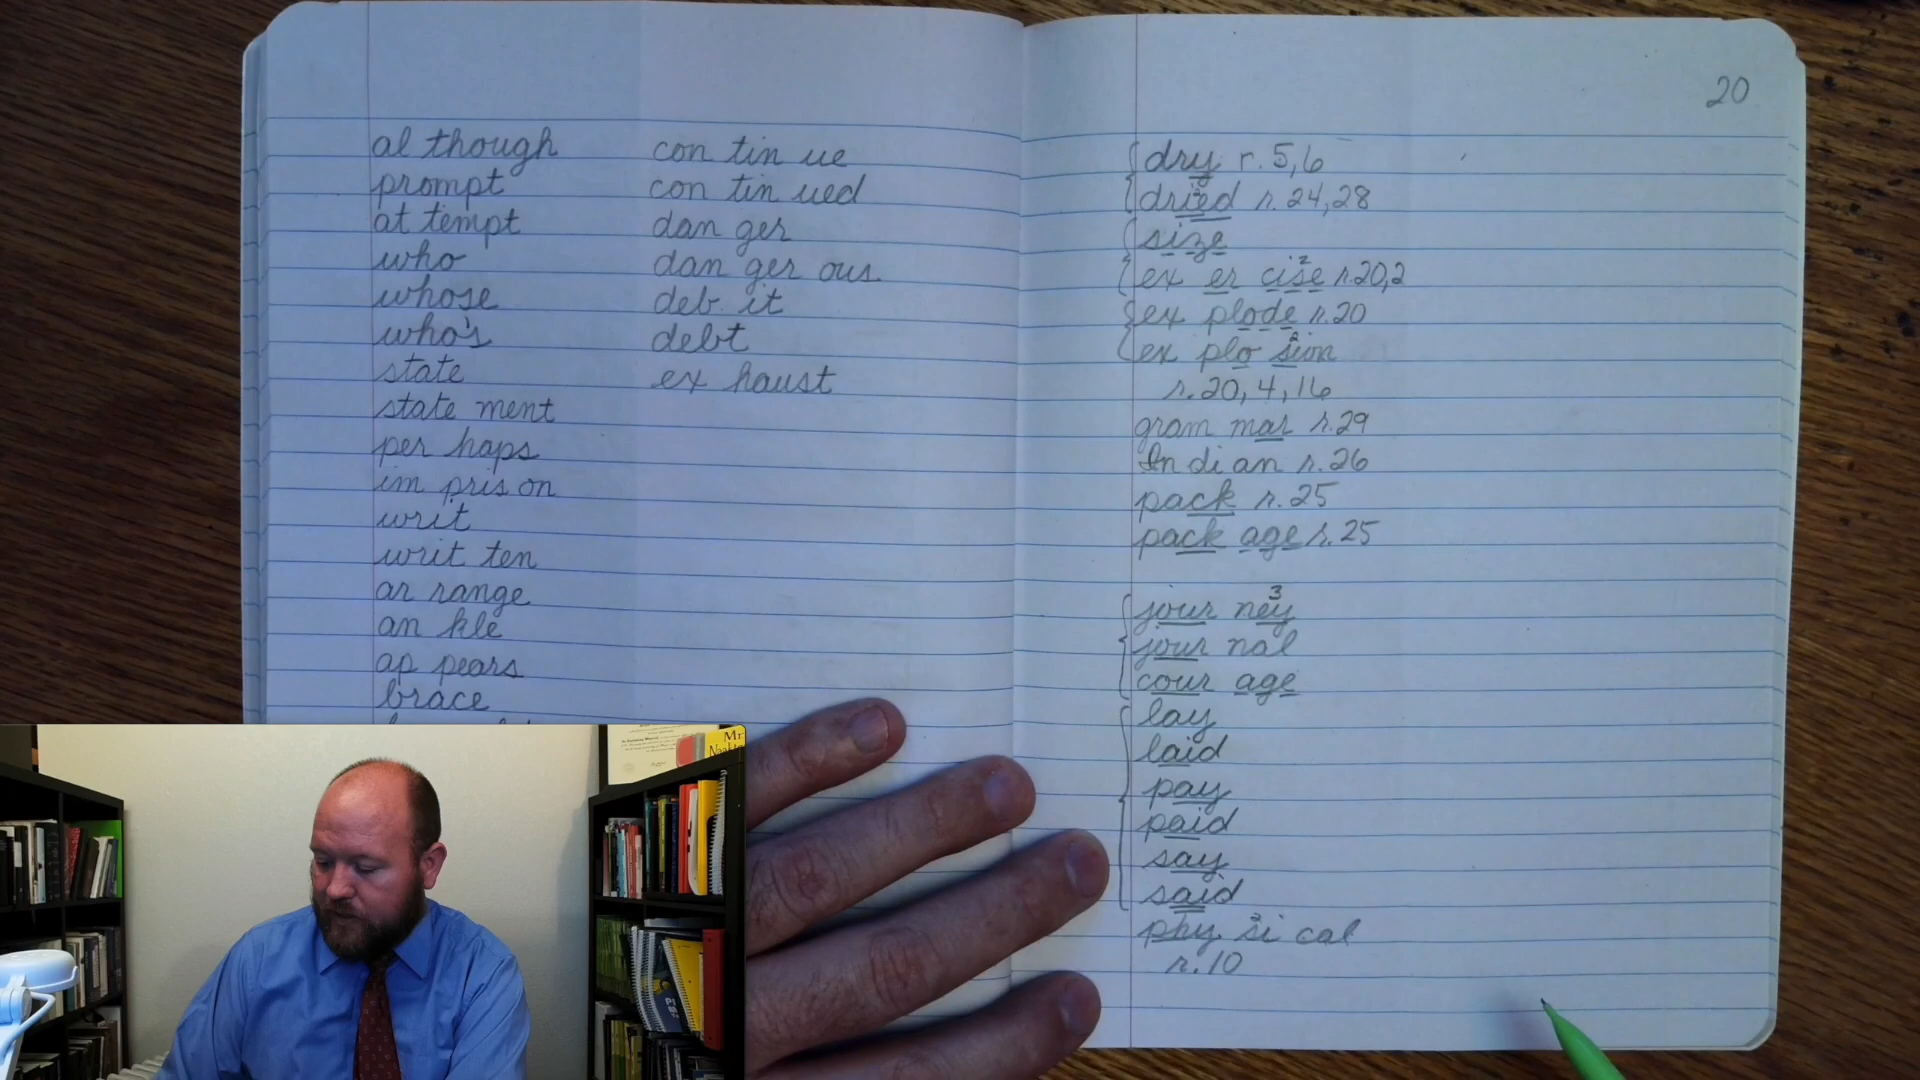 al though
prompt
at tempt
who
whose
who's
state
state ment
per haps
im pris on
writ
writ ten
ar range
an kle
ap pears
brace
con tin ue
con tin ued
dan ger
dan ger ous
deb it
debt
ex haust
20
dry r. 5,6
dried r. 24,28
size
ex er cise r. 20,2
ex plode r. 20
ex plo sion
r. 20, 4, 16
gram mar r. 29
In di an r. 26
pack r. 25
pack age r. 25
jour ney
jour nal
cour age
lay
laid
pay
paid
say
said
phy si cal
r. 10
Mr